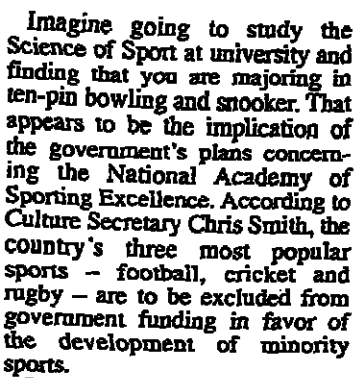 Imagine going to study the
Science of Sport at university and
finding that you are majoring in
ten-pin bowling and snooker. That
appears to be the implication of
the government's plans concern-
ing the National Academy of
Sporting Excellence. According to
Culture Secretary Chris Smith, the
country's three most popular
sports – football, cricket and
rugby – are to be excluded from
government funding in favor of
the development of minority
sports.